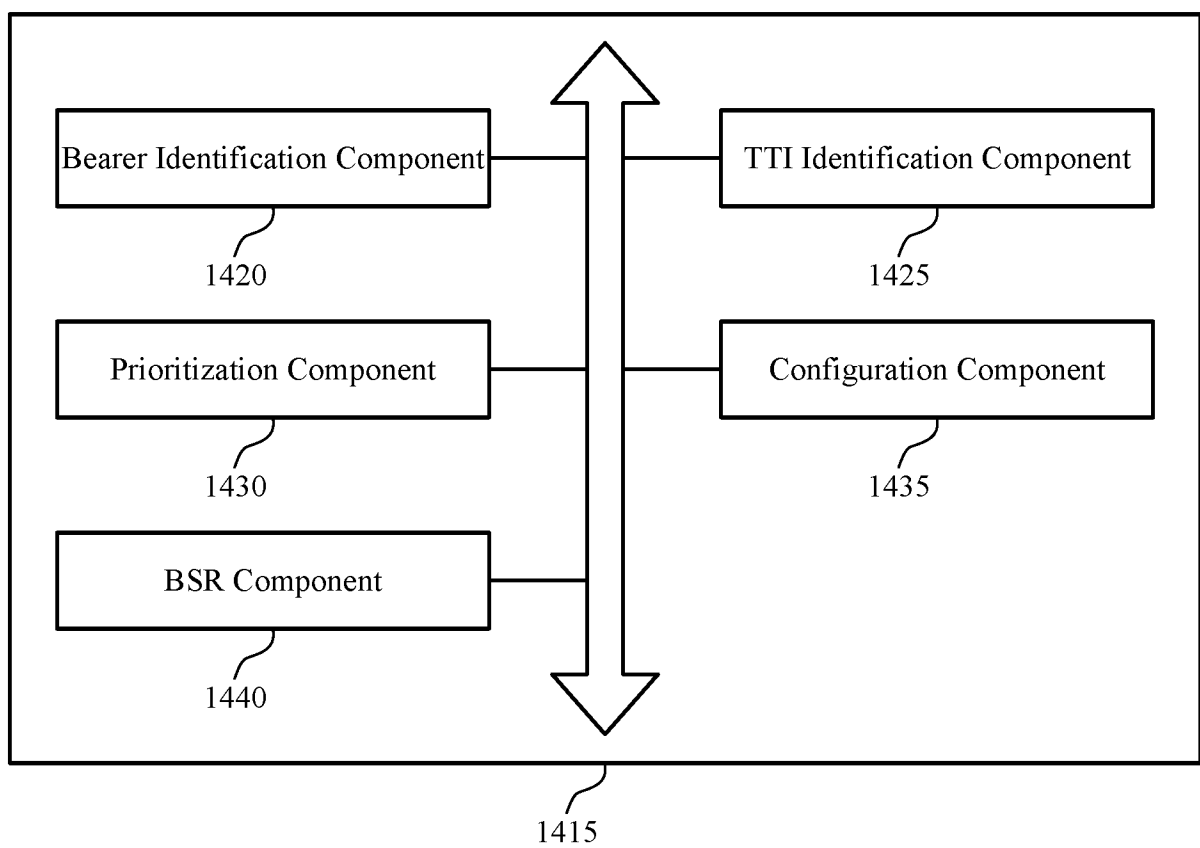 Bearer Identification Component
TTI Identification Component
1420
1425
Prioritization Component
Configuration Component
1430
1435
BSR Component
1440
1415